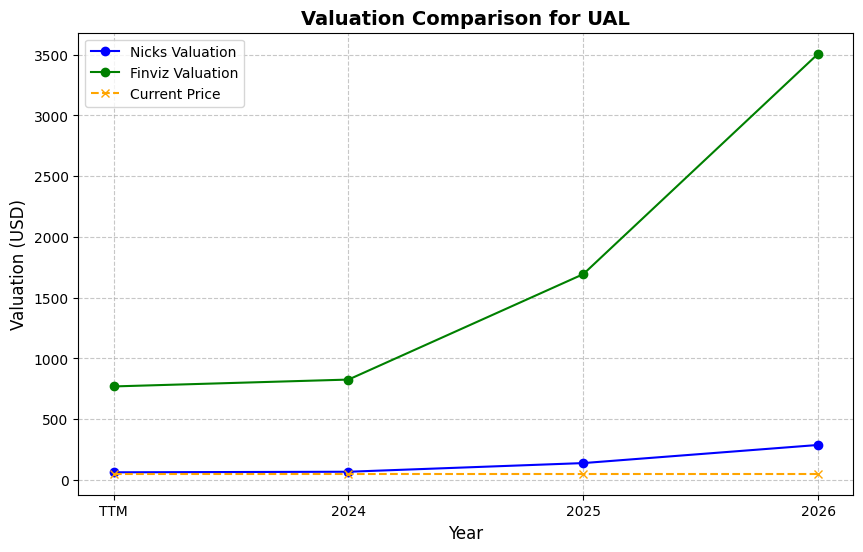 Valuation Comparison for UAL
Nicks Valuation
Finviz Valuation
Current Price
Valuation (USD)
3500
3000
2500
2000
1500
1000
500
0
TTM
2024
2025
2026
Year